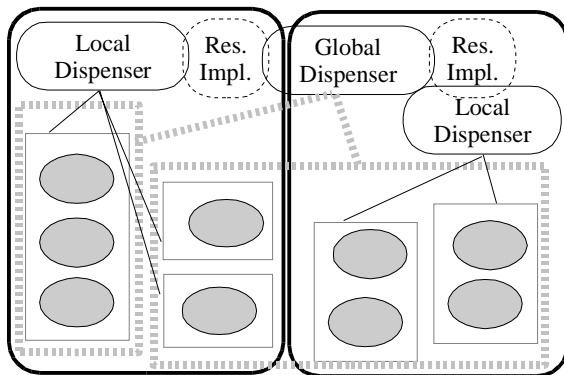 Local
Dispenser
Res.
Impl.
Global
Dispenser
Res.
Impl.
Local
Dispenser